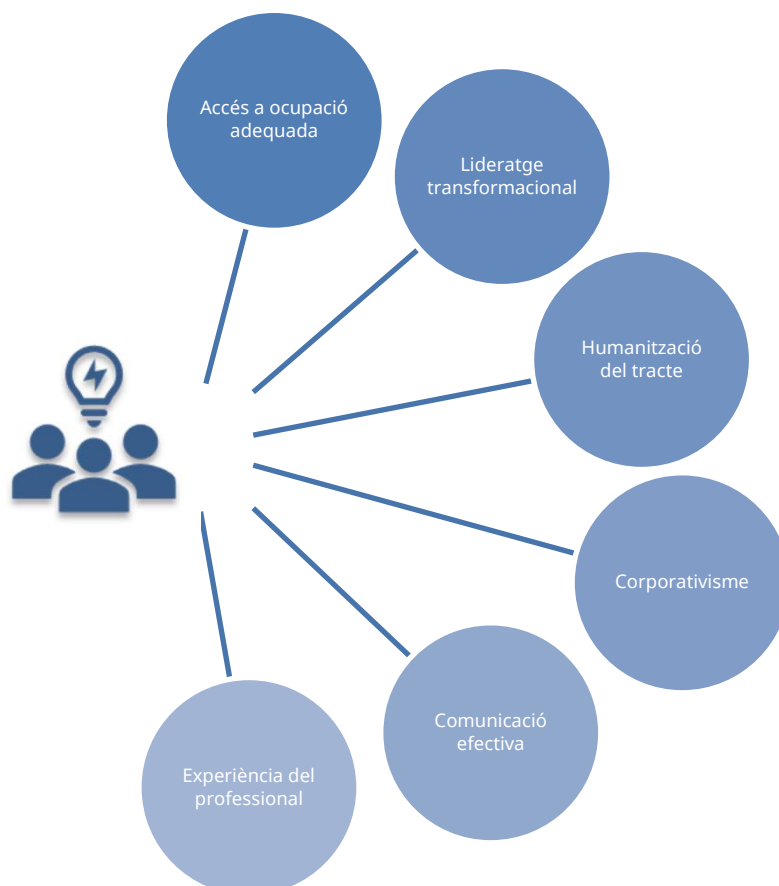 Accés a ocupació
adequada
Lideratge
transformacional
Humanització
del tracte
Corporativisme
Comunicació
efectiva
Experiència del
professional